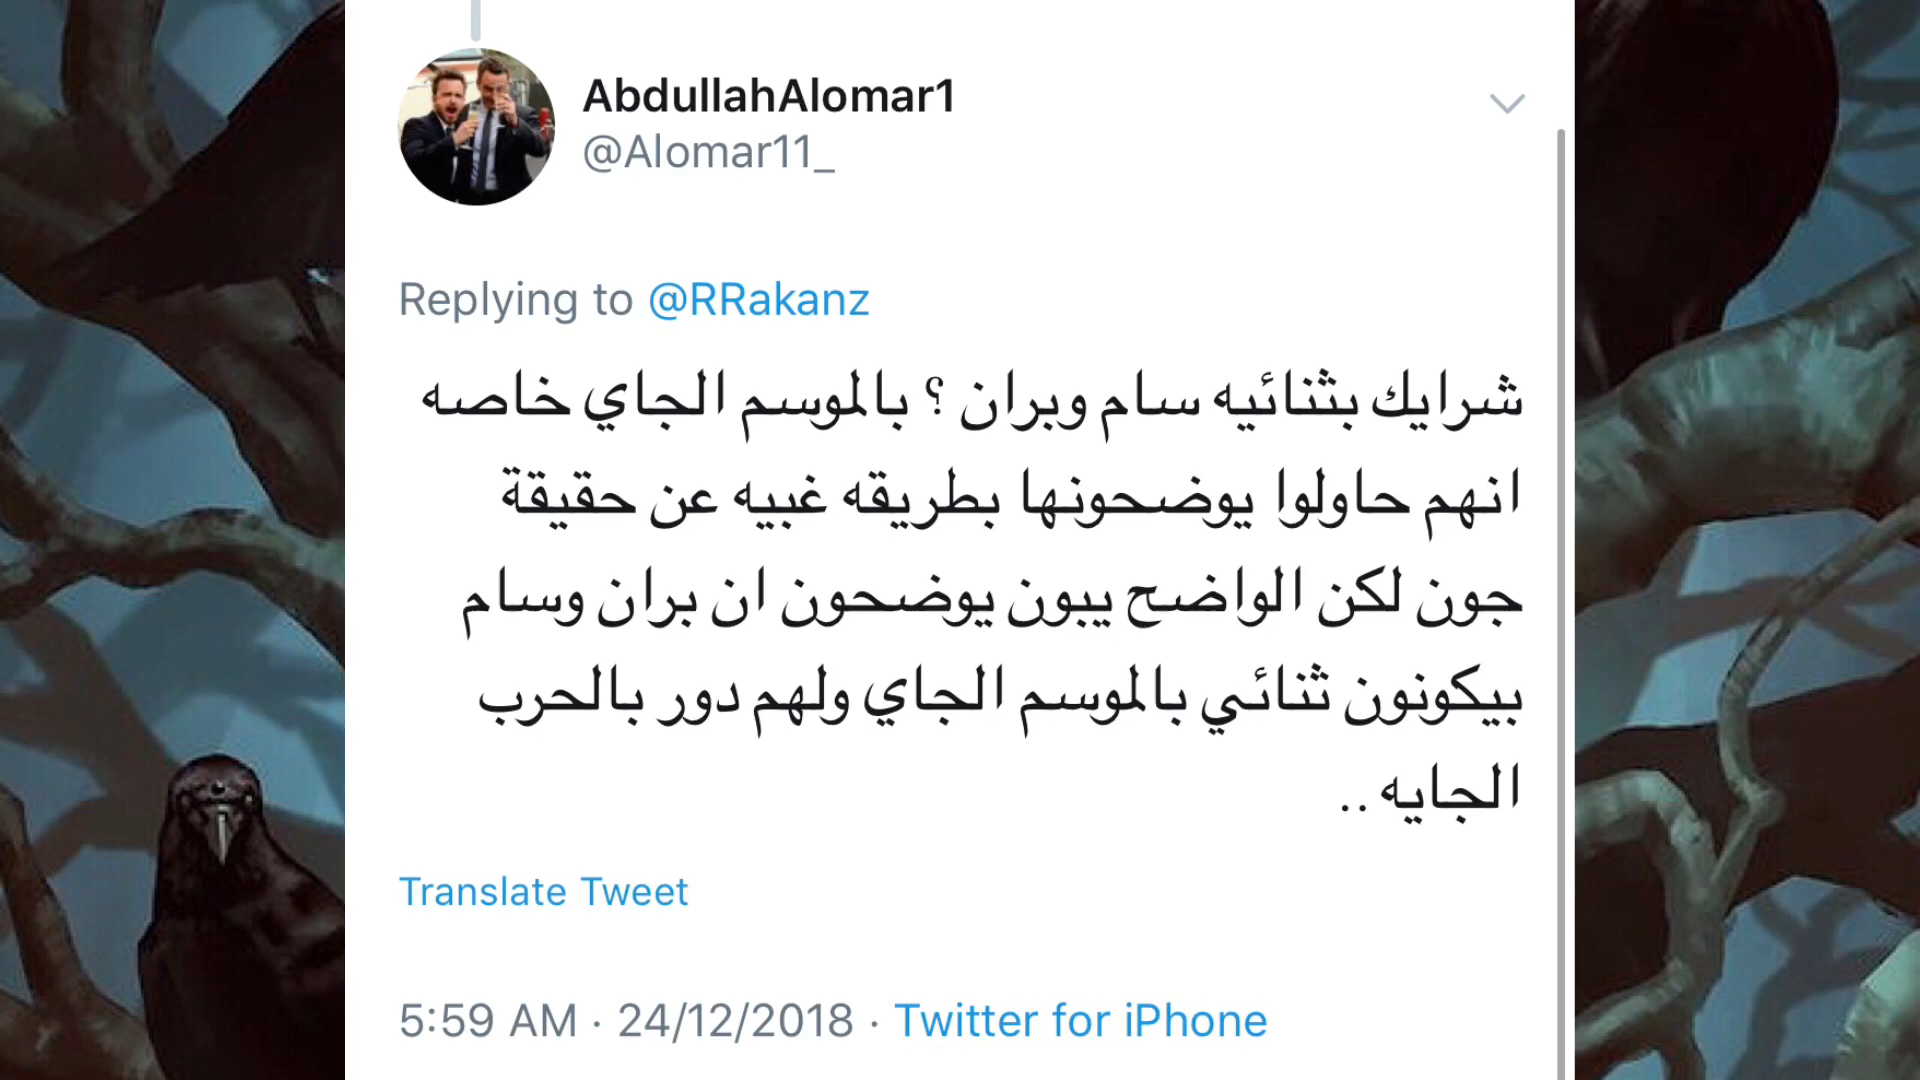 AbdullahAlomar1
@Alomar11_
Replying to @RRakanz
شرايك بثنائيه سام وبران ؟ بالموسم الجاي خاصه
انهم حاولوا يوضحونها بطريقه غبيه عن حقيقة
جون لكن الواضح يبون يوضحون ان بران وسام
بيكونون ثنائي بالموسم الجاي ولهم دور بالحرب
الجايه ..
Translate Tweet
5:59 AM · 24/12/2018 · Twitter for iPhone